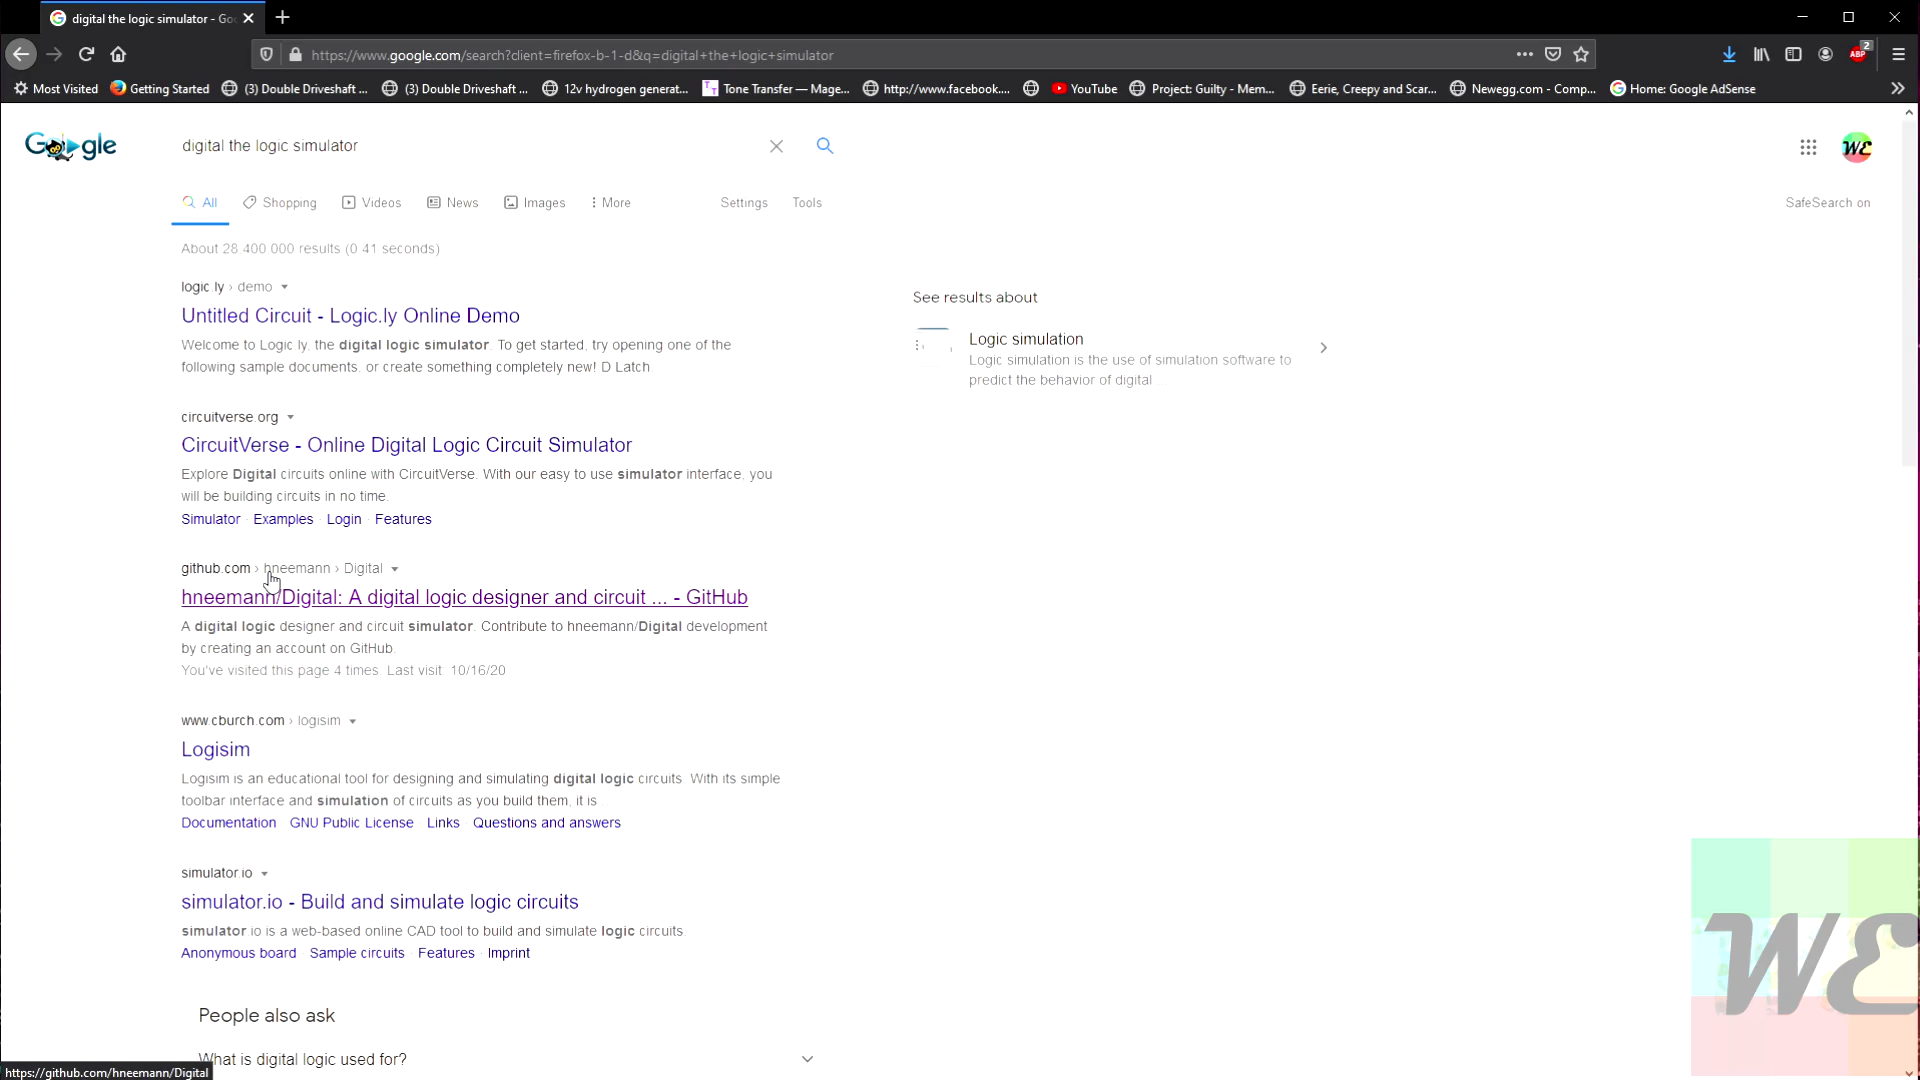 digital the logic simulator - Goo
https://www.google.com/search?client=firefox-b-1-d&q=digital+the+logic+simulator
ABP 2
Most Visited Getting Started (3) Double Driveshaft ... (3) Double Driveshaft ... 12v hydrogen generat... Tone Transfer — Mage... http://www.facebook.... YouTube Project: Guilty - Mem... Eerie, Creepy and Scar... Newegg.com - Comp... Home: Google AdSense
Google digital the logic simulator WE
All Shopping Videos News Images More Settings Tools SafeSearch on
About 28 400 000 results (0 41 seconds)
logic.ly › demo
Untitled Circuit - Logic.ly Online Demo
Welcome to Logic ly, the digital logic simulator. To get started, try opening one of the
following sample documents. or create something completely new! D Latch
See results about
Logic simulation
Logic simulation is the use of simulation software to
predict the behavior of digital
circuitverse.org
CircuitVerse - Online Digital Logic Circuit Simulator
Explore Digital circuits online with CircuitVerse. With our easy to use simulator interface, you
will be building circuits in no time.
Simulator · Examples · Login · Features
github.com › hneemann › Digital
hneemann/Digital: A digital logic designer and circuit ... - GitHub
A digital logic designer and circuit simulator. Contribute to hneemann/Digital development
by creating an account on GitHub.
You've visited this page 4 times. Last visit. 10/16/20
www.cburch.com › logisim
Logisim
Logisim is an educational tool for designing and simulating digital logic circuits. With its simple
toolbar interface and simulation of circuits as you build them, it is
Documentation GNU Public License Links · Questions and answers
simulator.io
simulator.io - Build and simulate logic circuits
simulator.io is a web-based online CAD tool to build and simulate logic circuits.
Anonymous board Sample circuits · Features · Imprint
People also ask
What is digital logic used for?
https://github.com/hneemann/Digital
WE